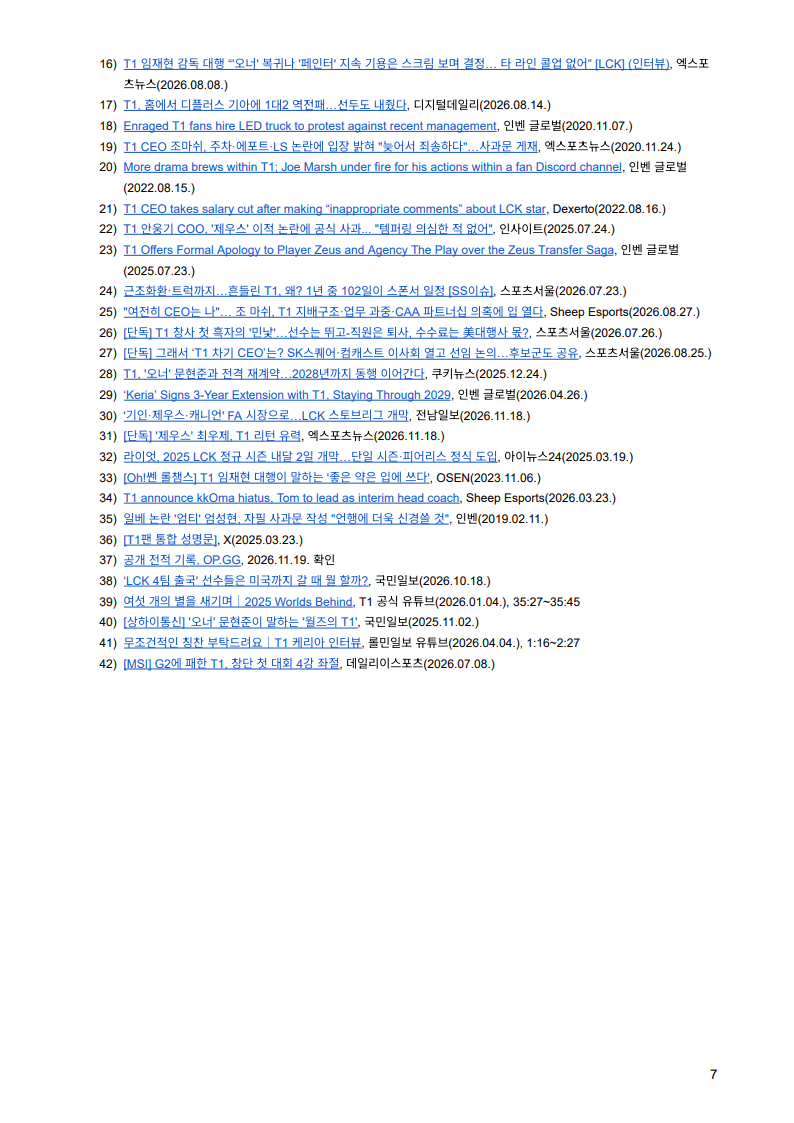 16) T1 임재현 감독 대행 “'오너' 복귀나 '페인터' 지속 기용은 스크림 보며 결정… 타 라인 콜업 없어” [LCK] (인터뷰), 엑스포
츠뉴스(2026.08.08.)
17) T1, 홈에서 디플러스 기아에 1대2 역전패…선두도 내줬다, 디지털데일리(2026.08.14.)
18) Enraged T1 fans hire LED truck to protest against recent management, 인벤 글로벌(2020.11.07.)
19) T1 CEO 조마쉬, 주차·에포트·LS 논란에 입장 밝혀 "늦어서 죄송하다"…사과문 게재, 엑스포츠뉴스(2020.11.24.)
20) More drama brews within T1; Joe Marsh under fire for his actions within a fan Discord channel, 인벤 글로벌
(2022.08.15.)
21) T1 CEO takes salary cut after making “inappropriate comments” about LCK star, Dexerto(2022.08.16.)
22) T1 안웅기 COO, '제우스' 이적 논란에 공식 사과... "템퍼링 의심한 적 없어", 인사이트(2025.07.24.)
23) T1 Offers Formal Apology to Player Zeus and Agency The Play over the Zeus Transfer Saga, 인벤 글로벌
(2025.07.23.)
24) 근조화환·트럭까지…흔들린 T1, 왜? 1년 중 102일이 스폰서 일정 [SS이슈], 스포츠서울(2026.07.23.)
25) "여전히 CEO는 나"… 조 마쉬, T1 지배구조·업무 과중·CAA 파트너십 의혹에 입 열다, Sheep Esports(2026.08.27.)
26) [단독] T1 창사 첫 흑자의 '민낯'…선수는 뛰고-직원은 퇴사, 수수료는 美대행사 몫?, 스포츠서울(2026.07.26.)
27) [단독] 그래서 ‘T1 차기 CEO’는? SK스퀘어·컴캐스트 이사회 열고 선임 논의…후보군도 공유, 스포츠서울(2026.08.25.)
28) T1, '오너' 문현준과 전격 재계약…2028년까지 동행 이어간다, 쿠키뉴스(2025.12.24.)
29) ‘Keria’ Signs 3-Year Extension with T1, Staying Through 2029, 인벤 글로벌(2026.04.26.)
30) '기인·제우스·캐니언' FA 시장으로…LCK 스토브리그 개막, 전남일보(2026.11.18.)
31) [단독] '제우스' 최우제, T1 리턴 유력, 엑스포츠뉴스(2026.11.18.)
32) 라이엇, 2025 LCK 정규 시즌 내달 2일 개막…단일 시즌·피어리스 정식 도입, 아이뉴스24(2025.03.19.)
33) [Oh!쎈 롤챔스] T1 임재현 대행이 말하는 '좋은 약은 입에 쓰다', OSEN(2023.11.06.)
34) T1 announce kkOma hiatus, Tom to lead as interim head coach, Sheep Esports(2026.03.23.)
35) 일베 논란 '엄티' 엄성현, 자필 사과문 작성 "언행에 더욱 신경쓸 것", 인벤(2019.02.11.)
36) [T1팬 통합 성명문], X(2025.03.23.)
37) 공개 전적 기록, OP.GG, 2026.11.19. 확인
38) ‘LCK 4팀 출국’ 선수들은 미국까지 갈 때 뭘 할까?, 국민일보(2026.10.18.)
39) 여섯 개의 별을 새기며｜2025 Worlds Behind, T1 공식 유튜브(2026.01.04.), 35:27~35:45
40) [상하이통신] '오너' 문현준이 말하는 '월즈의 T1', 국민일보(2025.11.02.)
41) 무조건적인 칭찬 부탁드려요｜T1 케리아 인터뷰, 롤민일보 유튜브(2026.04.04.), 1:16~2:27
42) [MSI] G2에 패한 T1, 창단 첫 대회 4강 좌절, 데일리이스포츠(2026.07.08.)
7